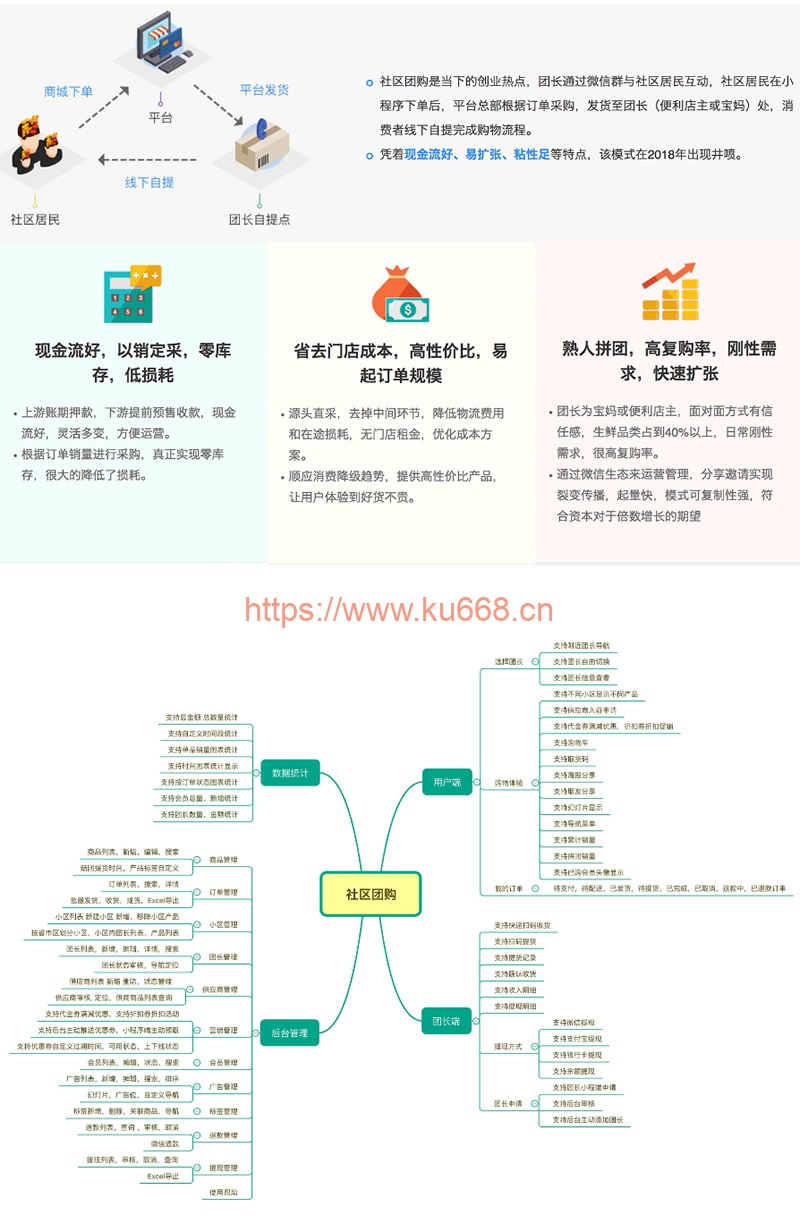 商城下单
平台发货
平台
线下自提
社区居民
团长自提点
社区团购是当下的创业热点，团长通过微信群与社区居民互动，社区居民在小
程序下单后，平台总部根据订单采购，发货至团长（便利店主或宝妈）处，消
费者线下自提完成购物流程。
凭着现金流好、易扩张、粘性足等特点，该模式在2018年出现井喷。
现金流好，以销定采，零库
存，低损耗
• 上游账期押款，下游提前预售收款，现金
流好，灵活多变，方便运营。
• 根据订单销量进行采购，真正实现零库
存，很大的降低了损耗。
省去门店成本，高性价比，易
起订单规模
• 源头直采，去掉中间环节，降低物流费用
和在途损耗，无门店租金，优化成本方
案。
• 顺应消费降级趋势，提供高性价比产品，
让用户体验到好货不贵。
熟人拼团，高复购率，刚性需
求，快速扩张
• 团长为宝妈或便利店主，面对面方式有信
任感，生鲜品类占到40%以上，日常刚性
需求，很高复购率。
• 通过微信生态来运营管理，分享邀请实现
裂变传播，起量快，模式可复制性强，符
合资本对于倍数增长的期望
https://www.ku668.cn
社区团购
数据统计
支持总金额 总数量统计
支持自定义时间段统计
支持单品销量图表统计
支持时间图表统计显示
支持按订单状态图表统计
支持会员总量，新增统计
支持团长数量，金额统计
后台管理
商品管理
商品列表，新增，编辑，搜索
结团提货时间，产品标签自定义
订单管理
订单列表，搜索，详情
批量发货，收货，提货，Excel导出
小区管理
小区列表 新建小区 新增，移除小区产品
按省市区划分小区，小区内团长列表，产品列表
团长管理
团长列表，新增，编辑，详情，搜索
团长状态审核，导航定位
供应商管理
供应商列表 新增 删除，状态管理
供应商审核, 定位，供应商商品列表查询
营销管理
支持代金券满减优惠，支持折扣券折扣活动
支持后台主动推送优惠券，小程序端主动领取
支持优惠券自定义过期时间，可用状态，上下线状态
会员管理
会员列表，编辑，状态，搜索
广告管理
广告列表，新增，编辑，搜索，排序
幻灯片，广告位，自定义导航
标签管理
标签新增，删除，关联商品，导航
退款管理
退款列表，查询，审核，取消
微信退款
提现管理
提现列表，审核，取消，查询
Excel导出
使用帮助
用户端
选择团长
支持附近团长导航
支持团长自由切换
支持团长信息查看
购物体验
支持不同小区显示不同产品
支持供应商入驻申请
支持代金券满减优惠，折扣券折扣促销
支持购物车
支持取货码
支持海报分享
支持朋友分享
支持幻灯片显示
支持导航菜单
支持累计销量
支持拼团销量
支持已购会员头像显示
我的订单
待支付，待配送，已发货，待提货，已完成，已取消，退款中，已退款订单
团长端
支持快递扫码收货
支持扫码提货
支持提货记录
支持确认收货
支持收入明细
支持提现明细
提现方式
支持微信提现
支持支付宝提现
支持银行卡提现
支持余额提现
团长申请
支持团长小程端申请
支持后台审核
支持后台主动添加团长